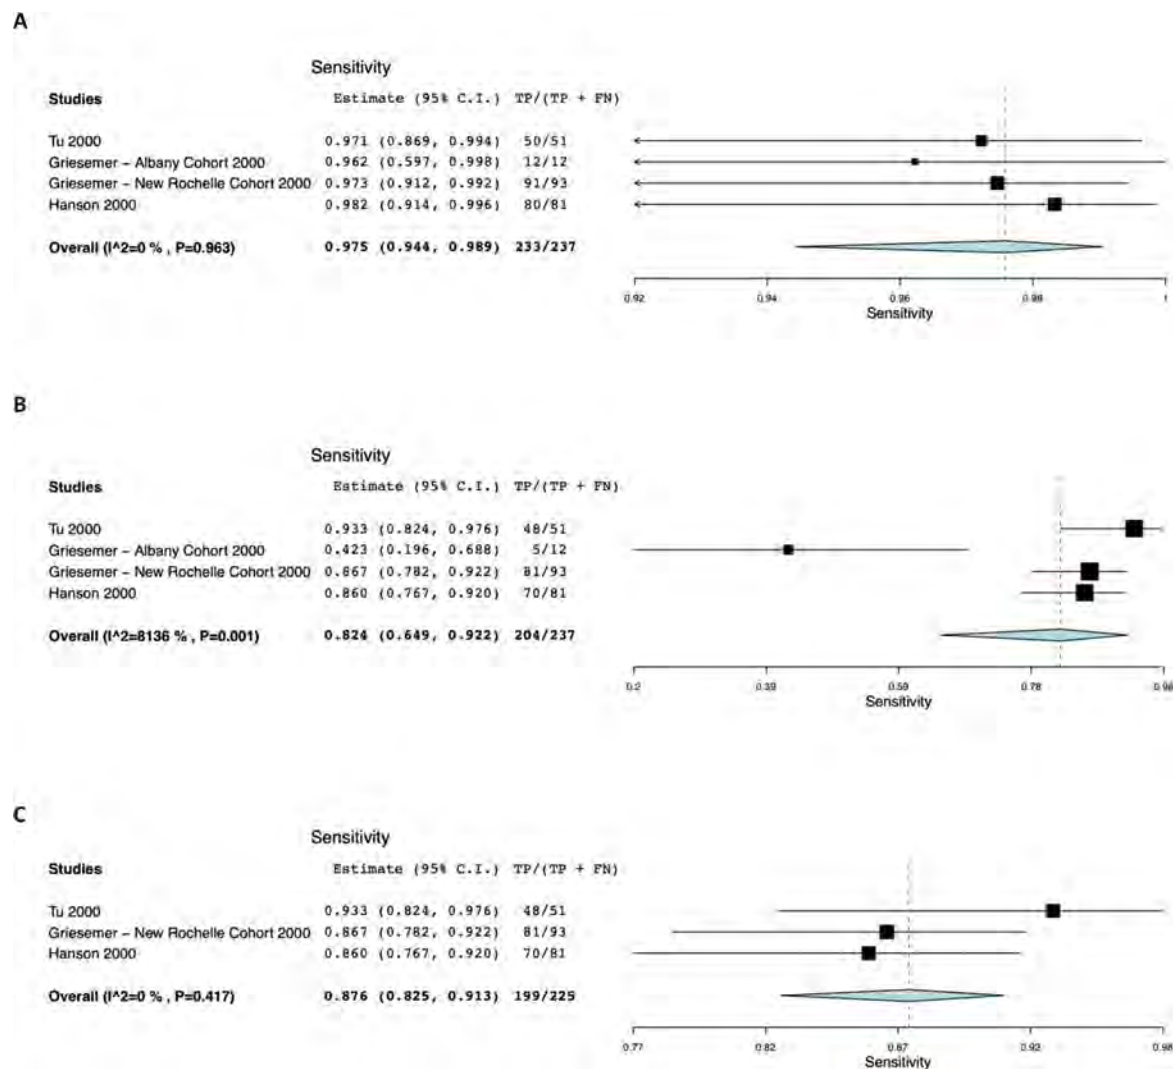 A
Sensitivity
Studies Estimate (95% C.I.) TP/(TP + FN)
Tu 2000 0.971 (0.869, 0.994) 50/51
Griesemer - Albany Cohort 2000 0.962 (0.597, 0.998) 12/12
Griesemer - New Rochelle Cohort 2000 0.973 (0.912, 0.992) 91/93
Hanson 2000 0.982 (0.914, 0.996) 80/81
Overall (I^2=0 % , P=0.963) 0.975 (0.944, 0.989) 233/237
0.92 0.94 0.96 0.98 1
Sensitivity
B
Sensitivity
Studies Estimate (95% C.I.) TP/(TP + FN)
Tu 2000 0.933 (0.824, 0.976) 48/51
Griesemer - Albany Cohort 2000 0.423 (0.196, 0.688) 5/12
Griesemer - New Rochelle Cohort 2000 0.867 (0.782, 0.922) 81/93
Hanson 2000 0.860 (0.767, 0.920) 70/81
Overall (I^2=8136 % , P=0.001) 0.824 (0.649, 0.922) 204/237
0.2 0.39 0.59 0.78 0.98
Sensitivity
C
Sensitivity
Studies Estimate (95% C.I.) TP/(TP + FN)
Tu 2000 0.933 (0.824, 0.976) 48/51
Griesemer - New Rochelle Cohort 2000 0.867 (0.782, 0.922) 81/93
Hanson 2000 0.860 (0.767, 0.920) 70/81
Overall (I^2=0 % , P=0.417) 0.876 (0.825, 0.913) 199/225
0.77 0.82 0.87 0.92 0.98
Sensitivity